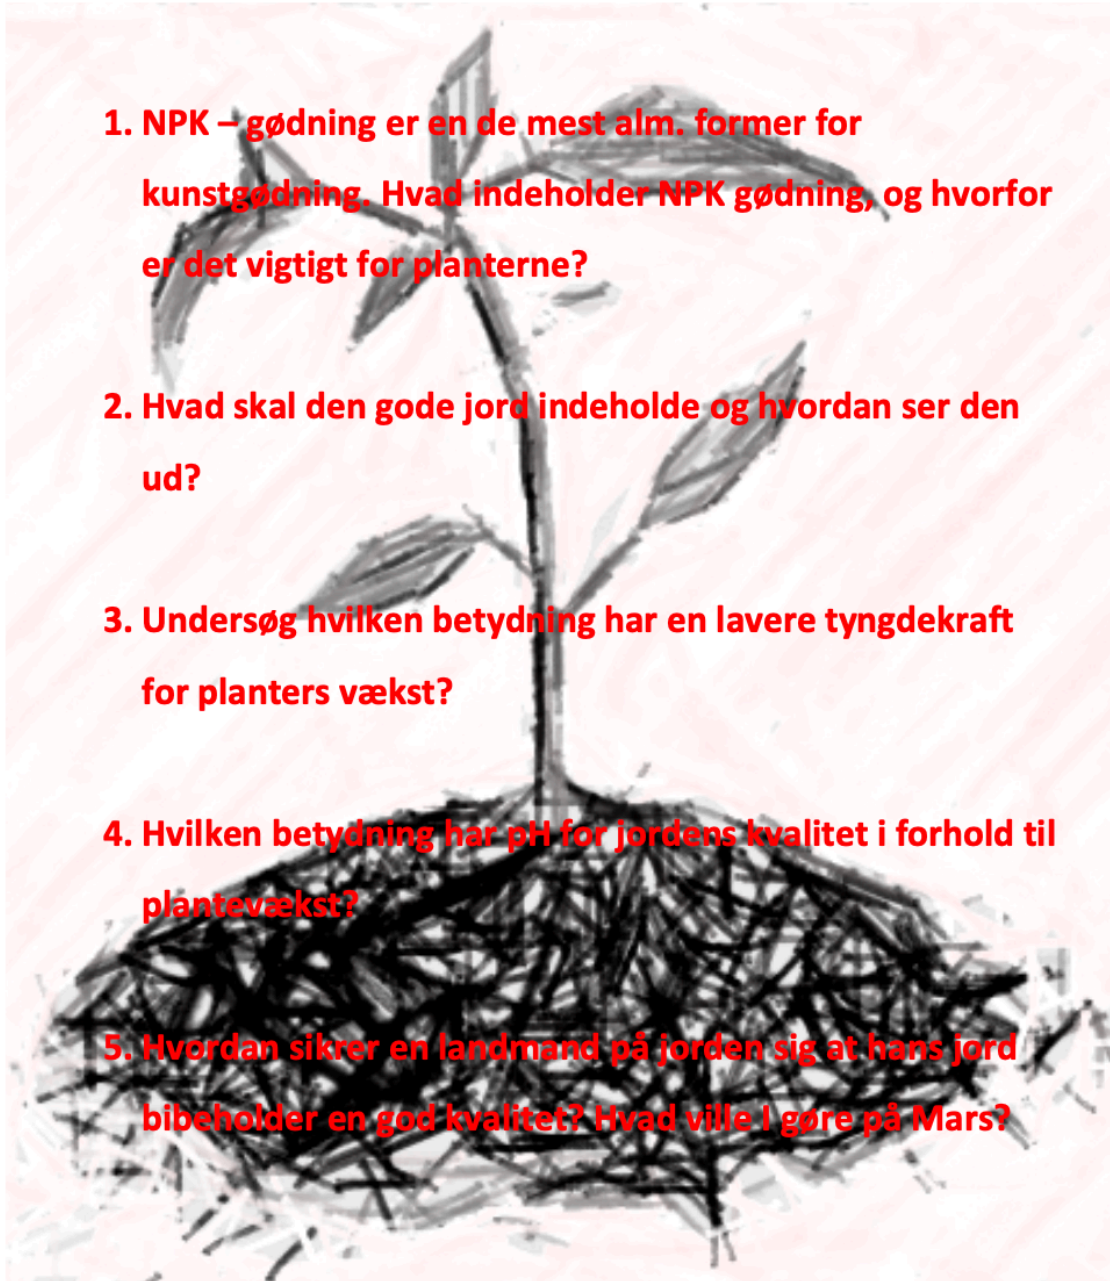 1. NPK – gødning er en de mest alm. former for
kunstgødning. Hvad indeholder NPK gødning, og hvorfor
er det vigtigt for planterne?
2. Hvad skal den gode jord indeholde og hvordan ser den
ud?
3. Undersøg hvilken betydning har en lavere tyngdekraft
for planters vækst?
4. Hvilken betydning har pH for jordens kvalitet i forhold til
plantevækst?
5. Hvordan sikrer en landmand på jorden sig at hans jord
bibeholder en god kvalitet? Hvad ville I gøre på Mars?